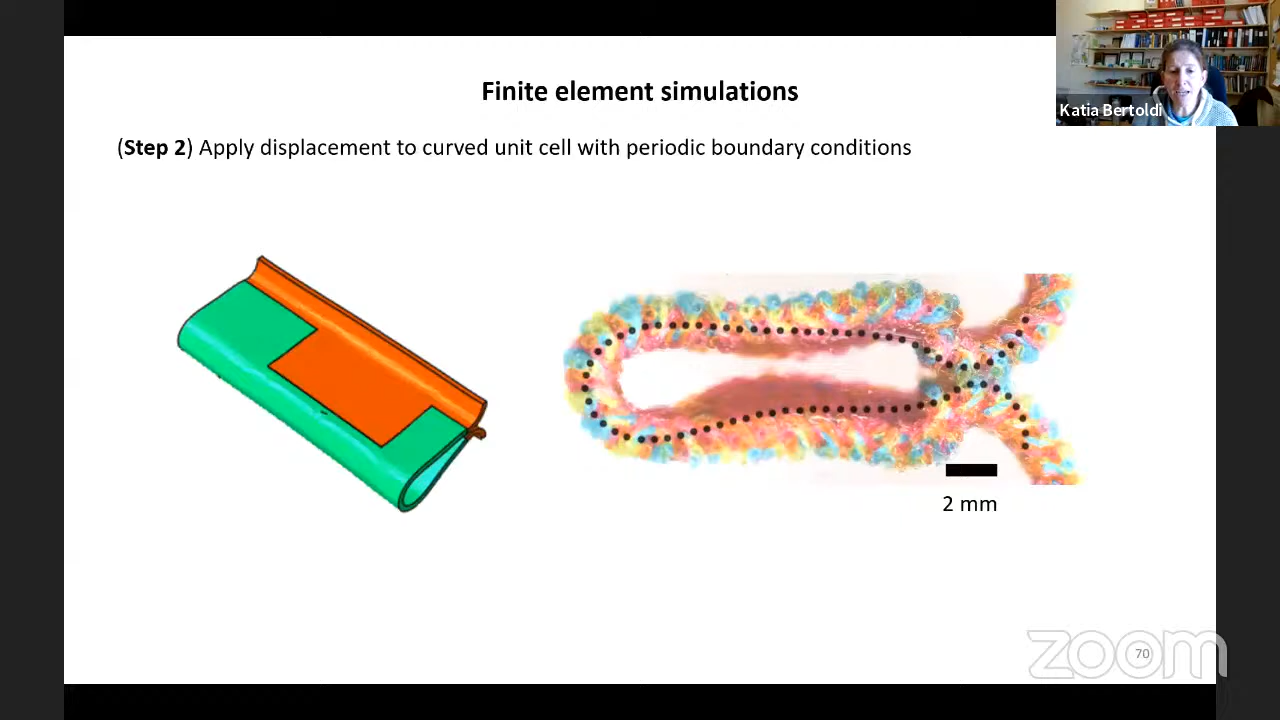 Finite element simulations
Katia Bertoldi
(Step 2) Apply displacement to curved unit cell with periodic boundary conditions
2 mm
zoom
70